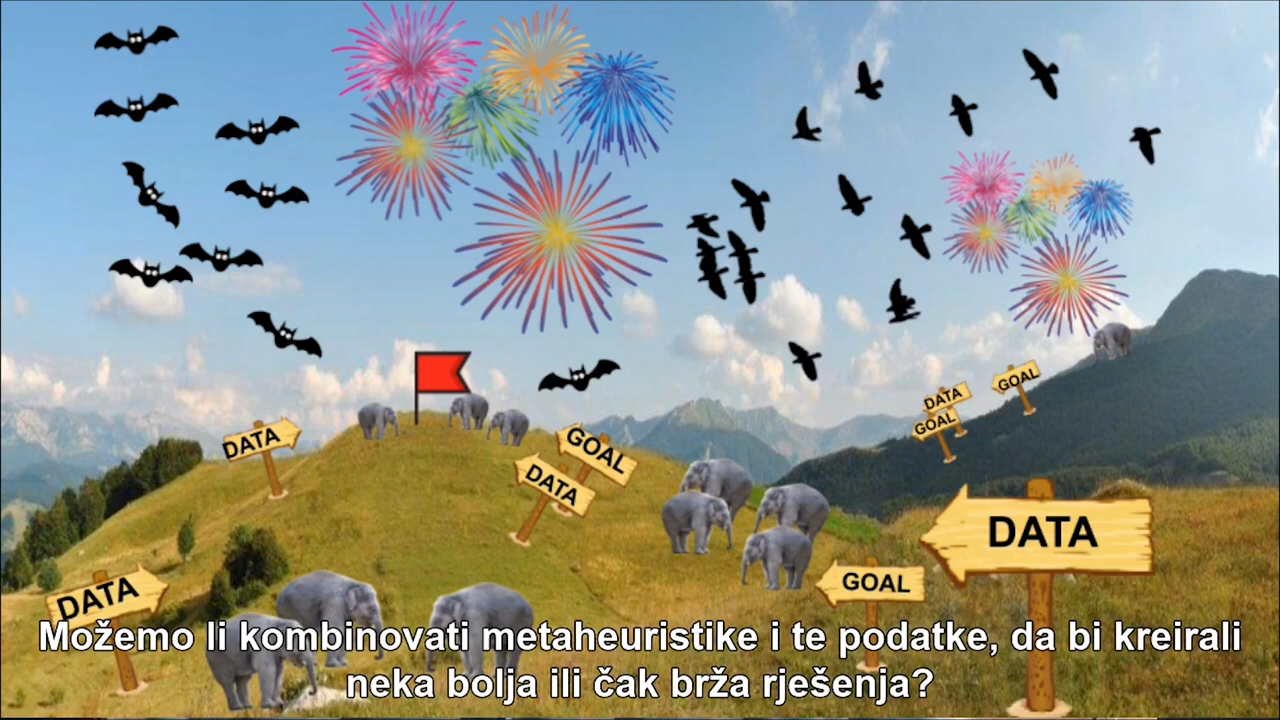 DATA
GOAL
GOAL
DATA
GOAL
DATA
DATA
GOAL
DATA
Možemo li kombinovati metaheuristike i te podatke, da bi kreirali
neka bolja ili čak brža rješenja?